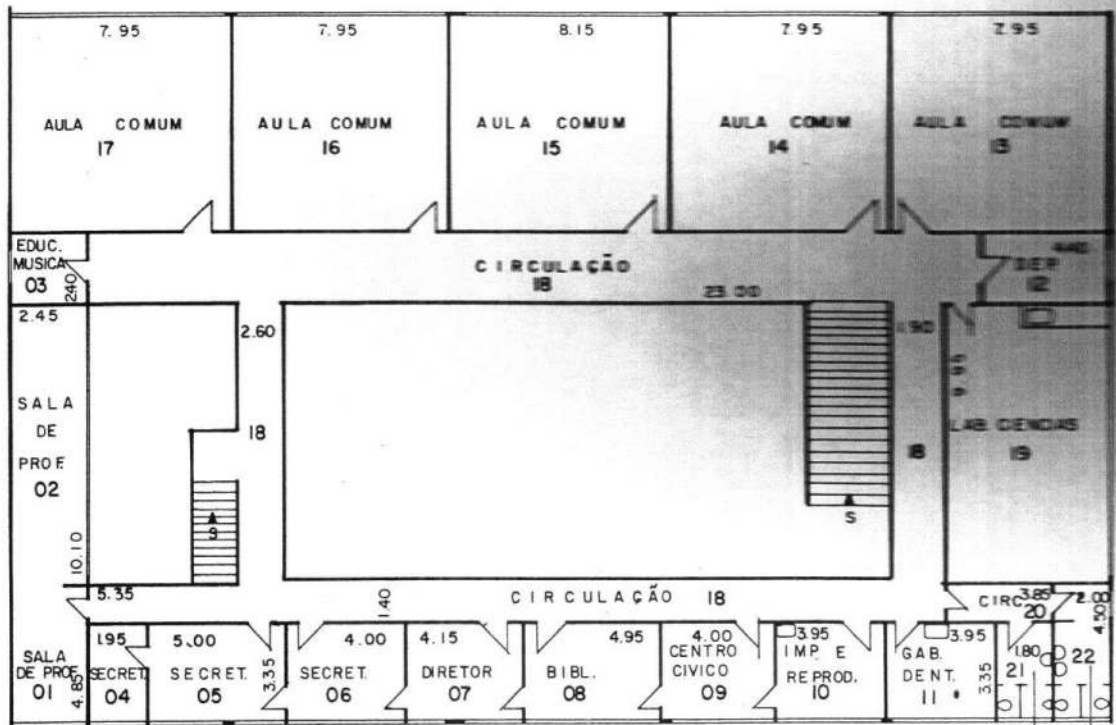 7.95
7.95
8.15
7.95
7.95
AULA COMUM
17
AULA COMUM
16
AULA COMUM
15
AULA COMUM
14
AULA COMUM
13
EDUC.
MUSICA
03
240
CIRCULAÇÃO
18
23.00
4.40
DEP.
12
2.45
2.60
1.90
SALA
DE
PROF.
02
10.10
18
S
S
18
LAB. CIENCIAS
19
5.35
1.40
CIRCULAÇÃO 18
CIRC.
3.85
20
2.00
4.50
SALA
DE PROF.
01
4.85
1.95
SECRET.
04
5.00
SECRET.
05
3.35
4.00
SECRET.
06
4.15
DIRETOR
07
4.95
BIBL.
08
4.00
CENTRO
CIVICO
09
3.95
IMP. E
REPROD.
10
3.95
GAB.
DENT.
11
3.35
1.80
21
22